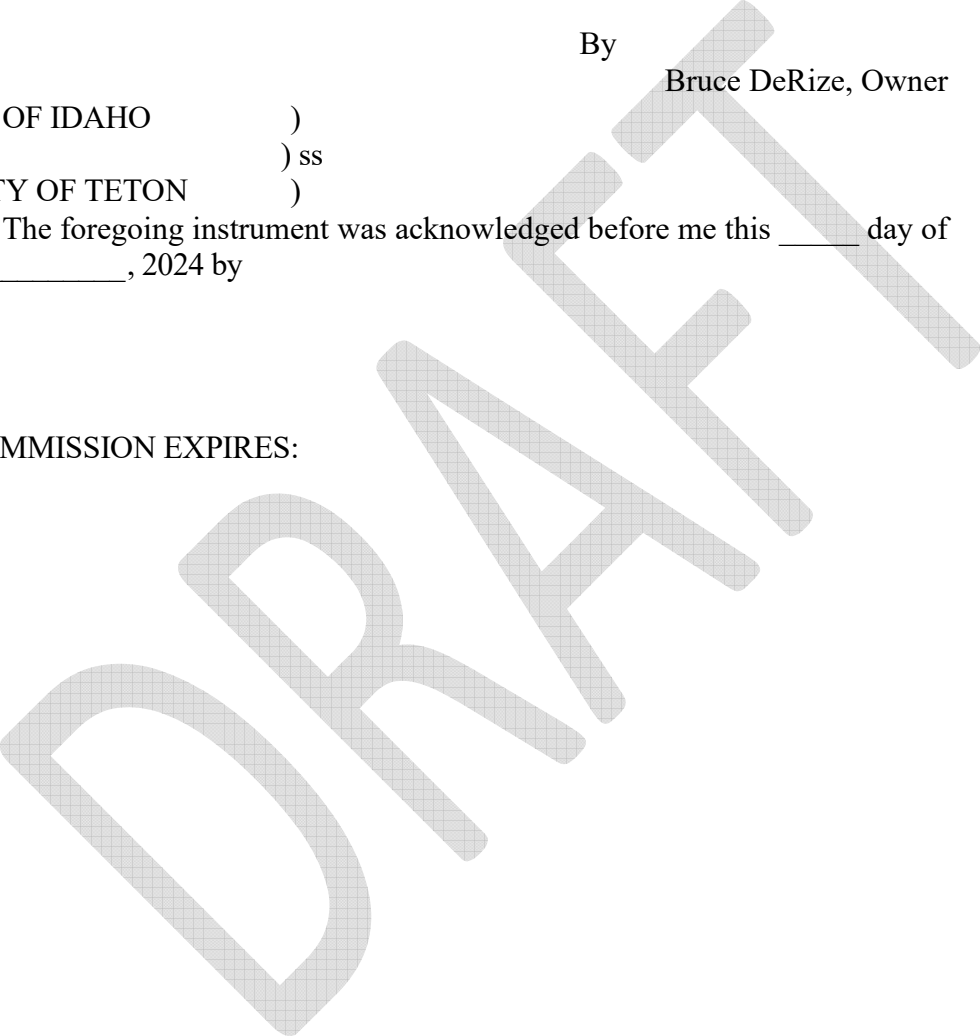 By
Bruce DeRize, Owner
OF IDAHO )
) ss
TY OF TETON )
The foregoing instrument was acknowledged before me this _____ day of
________, 2024 by
MMISSION EXPIRES:
DRAFT